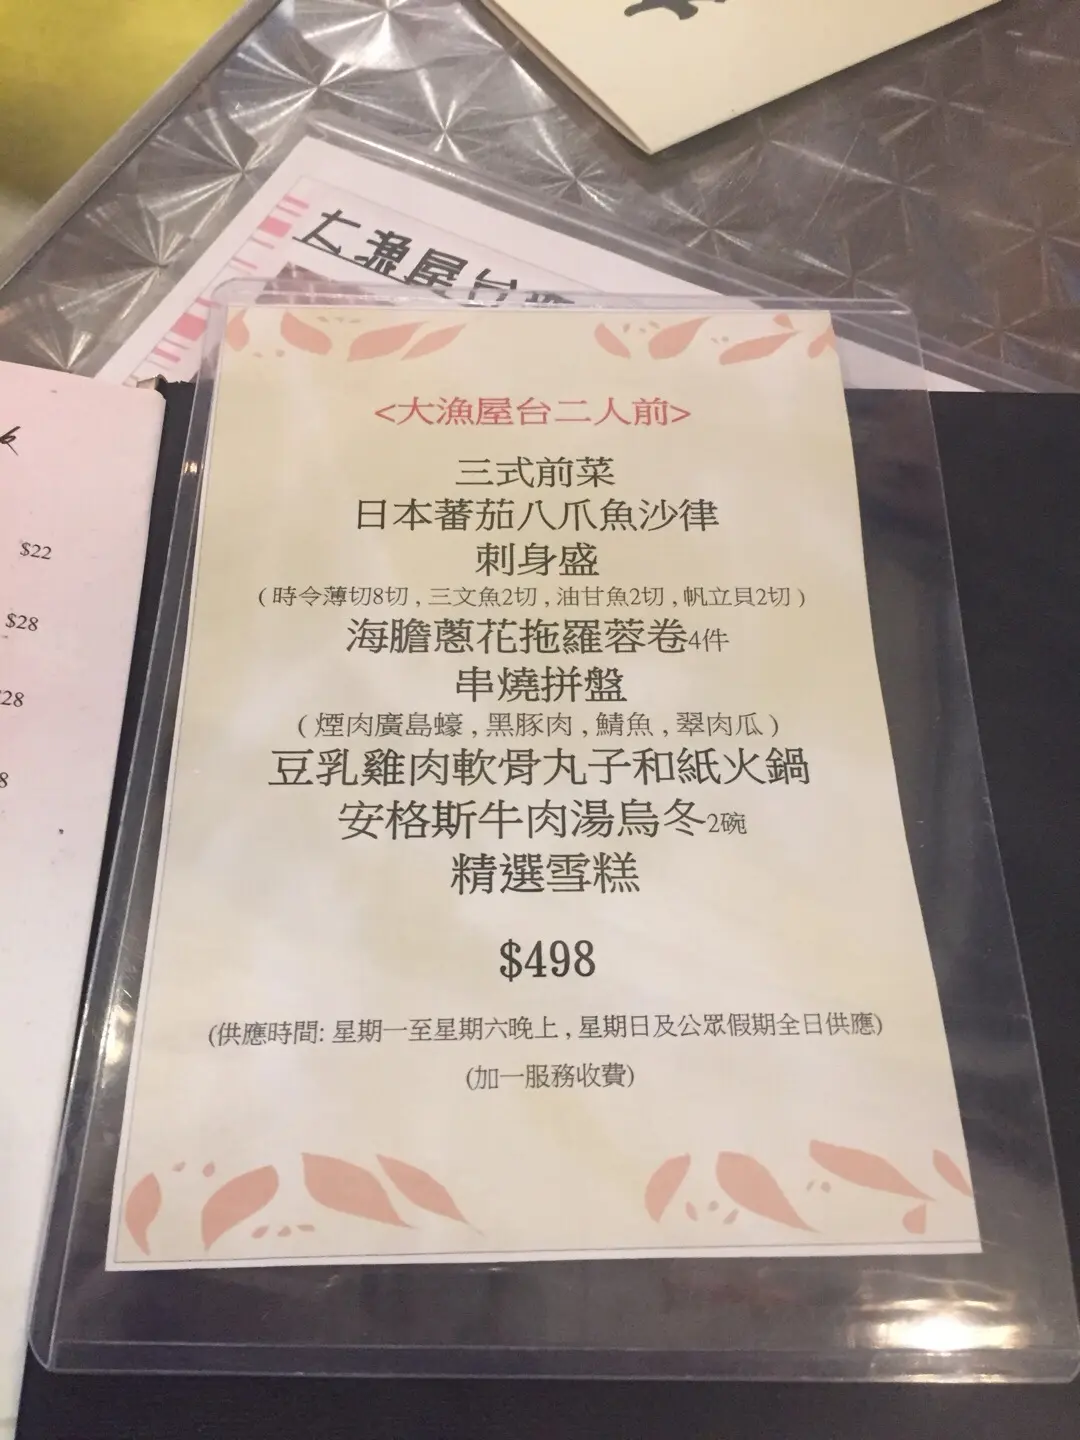 大漁屋台
$22
$28
<大漁屋台二人前>
三式前菜
日本蕃茄八爪魚沙律
刺身盛
(時令薄切8切,三文魚2切,油甘魚2切,帆立貝2切)
海膽蔥花拖羅蓉卷4件
串燒拼盤
(煙肉廣島蠔,黑豚肉,鯖魚,翠肉瓜)
豆乳雞肉軟骨丸子和紙火鍋
安格斯牛肉湯烏冬2碗
精選雪糕
$498
(供應時間: 星期一至星期六晚上,星期日及公眾假期全日供應)
(加一服務收費)